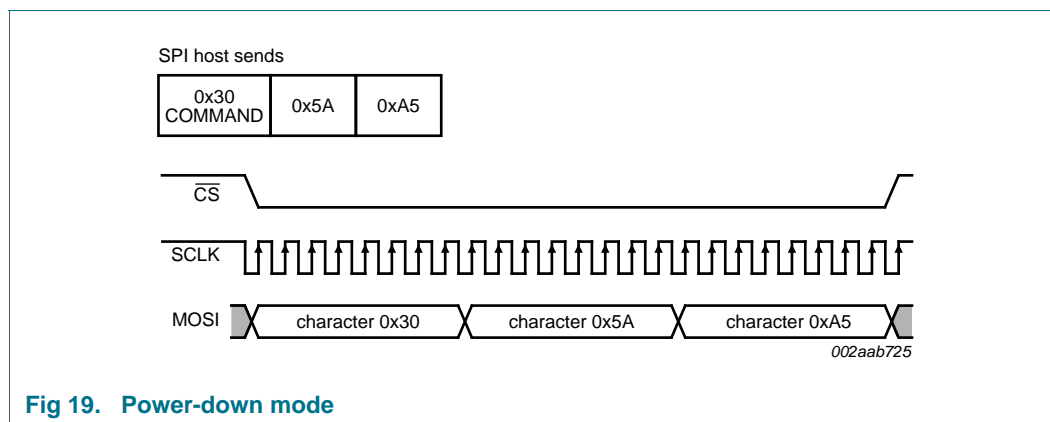 SPI host sends
0x30
COMMAND
0x5A
0xA5
CS
SCLK
MOSI
character 0x30
character 0x5A
character 0xA5
002aab725
Fig 19. Power-down mode